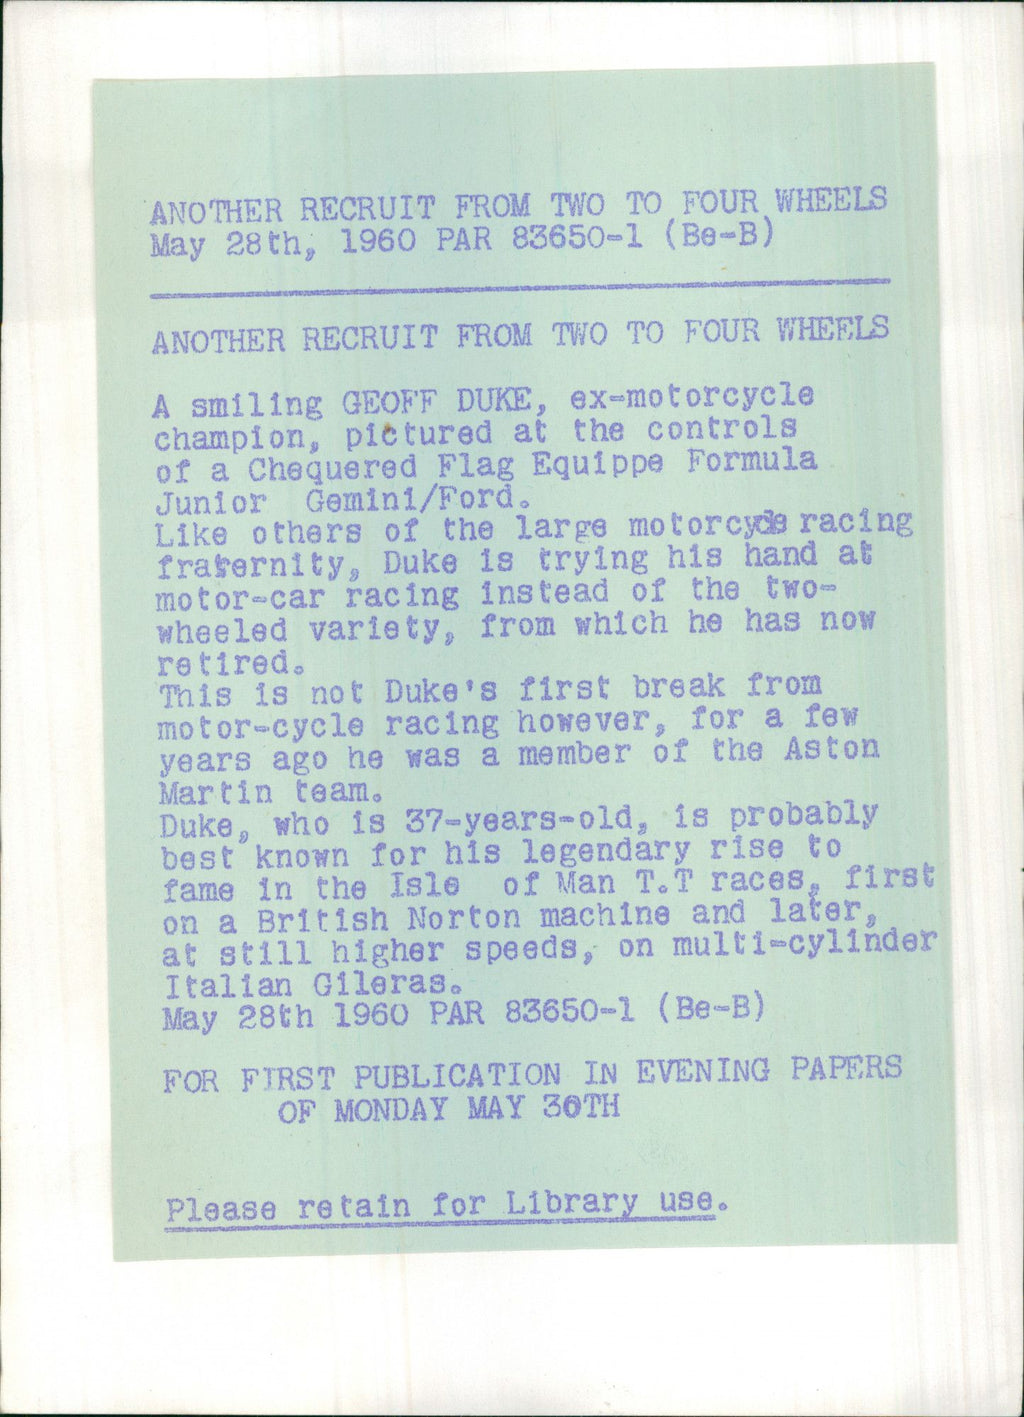 ANOTHER RECRUIT FROM TWO TO FOUR WHEELS
May 28th, 1960 PAR 83650-1 (Be-B)
ANOTHER RECRUIT FROM TWO TO FOUR WHEELS
A smiling GEOFF DUKE, ex-motorcycle
champion, pictured at the controls
of a Chequered Flag Equippe Formula
Junior Gemini/Ford.
Like others of the large motorcycle racing
fraternity, Duke is trying his hand at
motor-car racing instead of the two-
wheeled variety, from which he has now
retired.
This is not Duke's first break from
motor-cycle racing however, for a few
years ago he was a member of the Aston
Martin team.
Duke, who is 37-years-old, is probably
best known for his legendary rise to
fame in the Isle of Man T.T races, first
on a British Norton machine and later,
at still higher speeds, on multi-cylinder
Italian Gileras.
May 28th 1960 PAR 83650-1 (Be-B)
FOR FIRST PUBLICATION IN EVENING PAPERS
OF MONDAY MAY 30TH
Please retain for Library use.